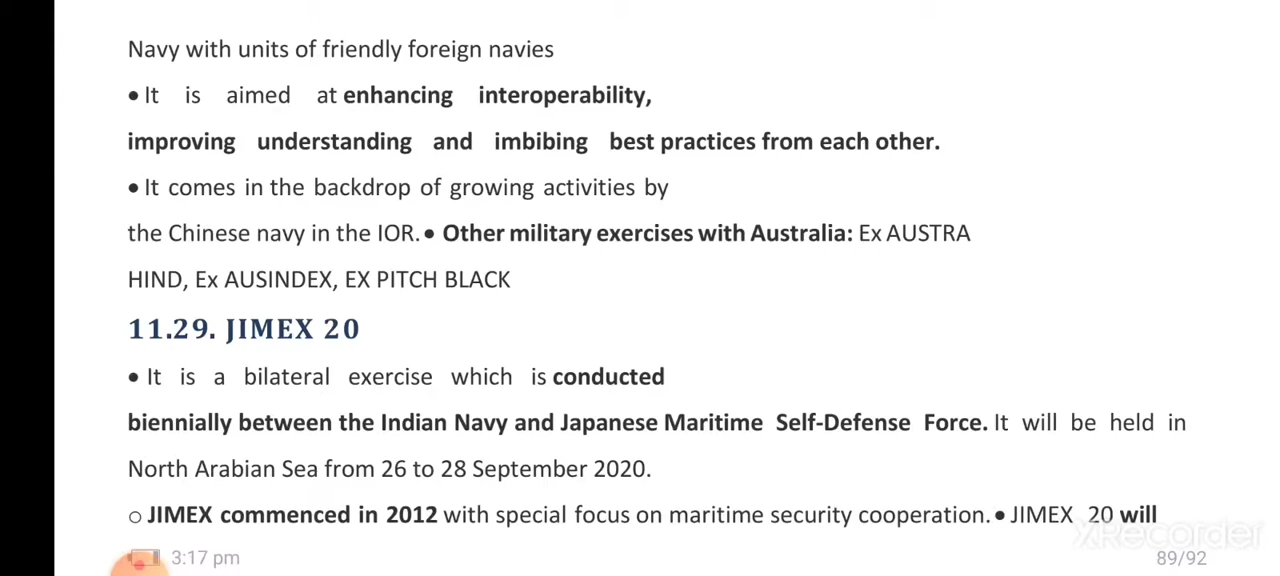 Navy with units of friendly foreign navies
• It is aimed at enhancing interoperability,
improving understanding and imbibing best practices from each other.
• It comes in the backdrop of growing activities by
the Chinese navy in the IOR. • Other military exercises with Australia: Ex AUSTRA
HIND, Ex AUSINDEX, EX PITCH BLACK
11.29. JIMEX 20
• It is a bilateral exercise which is conducted
biennially between the Indian Navy and Japanese Maritime Self-Defense Force. It will be held in
North Arabian Sea from 26 to 28 September 2020.
○ JIMEX commenced in 2012 with special focus on maritime security cooperation. • JIMEX 20 will
XRecorder
3:17 pm 89/92